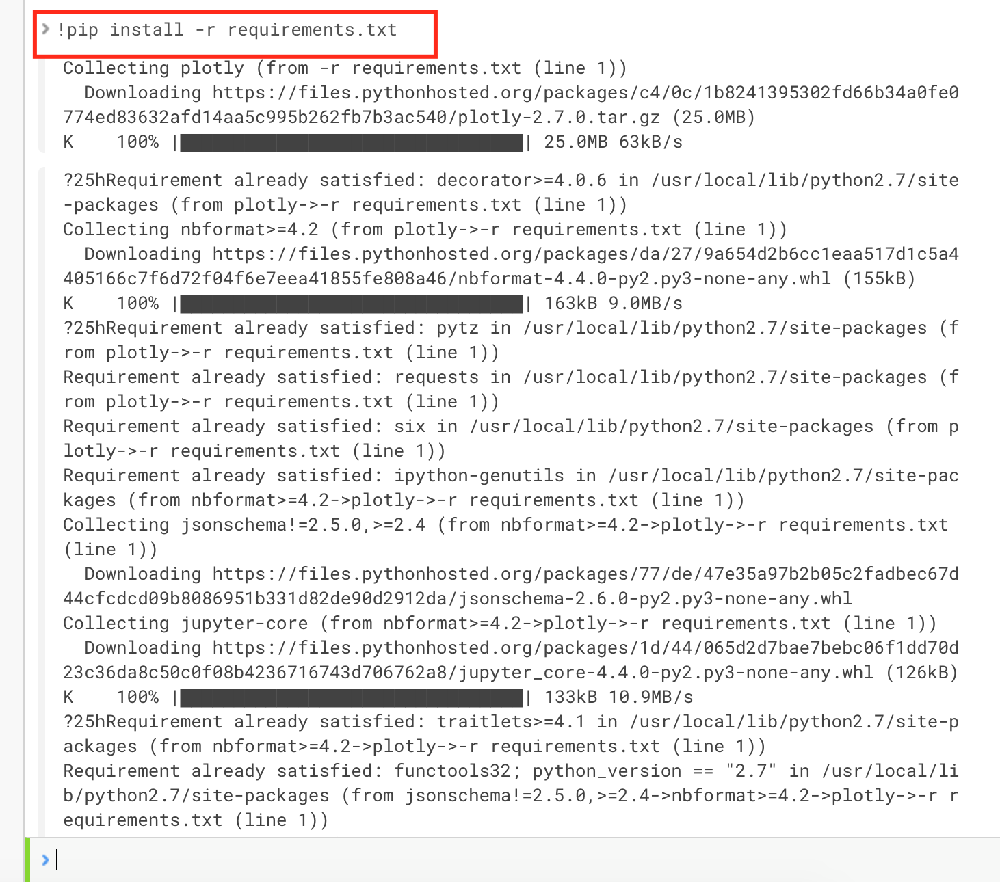 !pip install -r requirements.txt
Collecting plotly (from -r requirements.txt (line 1))
  Downloading https://files.pythonhosted.org/packages/c4/0c/1b8241395302fd66b34a0fe0
774ed83632afd14aa5c995b262fb7b3ac540/plotly-2.7.0.tar.gz (25.0MB)
K    100% |████████████████████████████████| 25.0MB 63kB/s
?25hRequirement already satisfied: decorator>=4.0.6 in /usr/local/lib/python2.7/site
-packages (from plotly->-r requirements.txt (line 1))
Collecting nbformat>=4.2 (from plotly->-r requirements.txt (line 1))
  Downloading https://files.pythonhosted.org/packages/da/27/9a654d2b6cc1eaa517d1c5a4
405166c7f6d72f04f6e7eea41855fe808a46/nbformat-4.4.0-py2.py3-none-any.whl (155kB)
K    100% |████████████████████████████████| 163kB 9.0MB/s
?25hRequirement already satisfied: pytz in /usr/local/lib/python2.7/site-packages (f
rom plotly->-r requirements.txt (line 1))
Requirement already satisfied: requests in /usr/local/lib/python2.7/site-packages (f
rom plotly->-r requirements.txt (line 1))
Requirement already satisfied: six in /usr/local/lib/python2.7/site-packages (from p
lotly->-r requirements.txt (line 1))
Requirement already satisfied: ipython-genutils in /usr/local/lib/python2.7/site-pac
kages (from nbformat>=4.2->plotly->-r requirements.txt (line 1))
Collecting jsonschema!=2.5.0,>=2.4 (from nbformat>=4.2->plotly->-r requirements.txt
(line 1))
  Downloading https://files.pythonhosted.org/packages/77/de/47e35a97b2b05c2fadbec67d
44cfcdcd09b8086951b331d82de90d2912da/jsonschema-2.6.0-py2.py3-none-any.whl
Collecting jupyter-core (from nbformat>=4.2->plotly->-r requirements.txt (line 1))
  Downloading https://files.pythonhosted.org/packages/1d/44/065d2d7bae7bebc06f1dd70d
23c36da8c50c0f08b4236716743d706762a8/jupyter_core-4.4.0-py2.py3-none-any.whl (126kB)
K    100% |████████████████████████████████| 133kB 10.9MB/s
?25hRequirement already satisfied: traitlets>=4.1 in /usr/local/lib/python2.7/site-p
ackages (from nbformat>=4.2->plotly->-r requirements.txt (line 1))
Requirement already satisfied: functools32; python_version == "2.7" in /usr/local/li
b/python2.7/site-packages (from jsonschema!=2.5.0,>=2.4->nbformat>=4.2->plotly->-r r
equirements.txt (line 1))